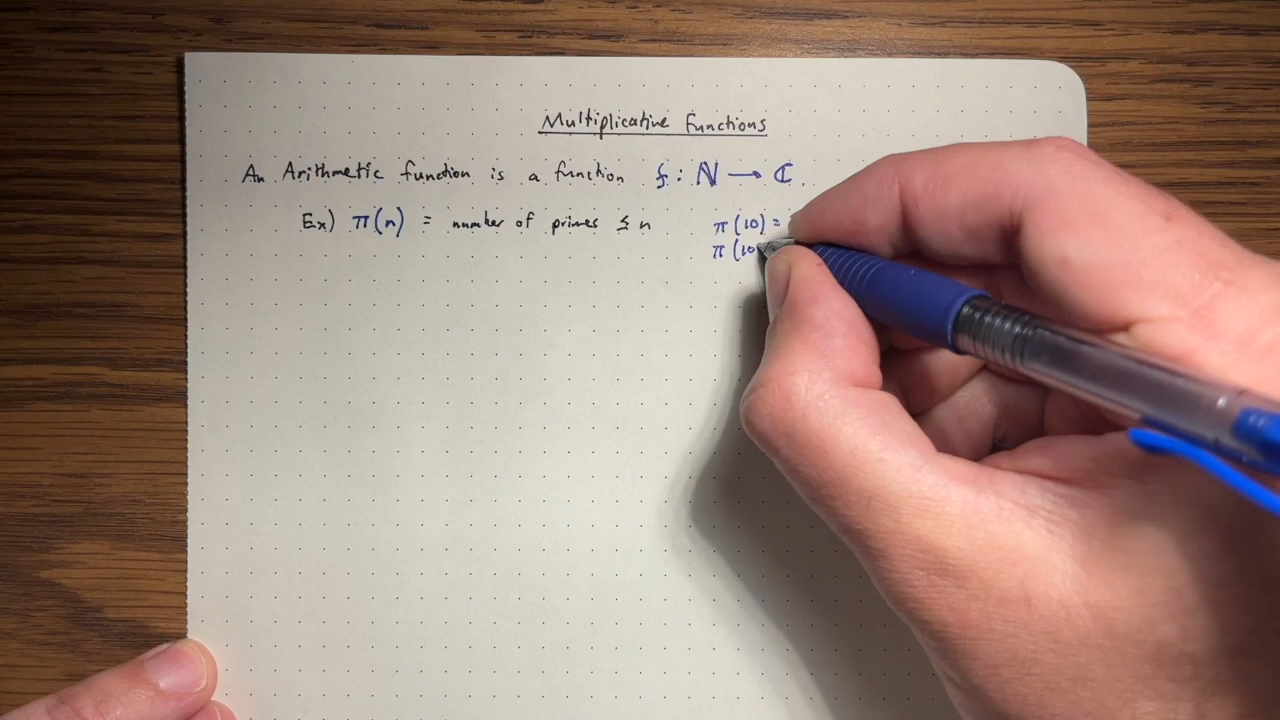 Multiplicative Functions
An Arithmetic function is a function f : ℕ → ℂ.
Ex) π(n) = number of primes ≤ n π(10) =
π(10